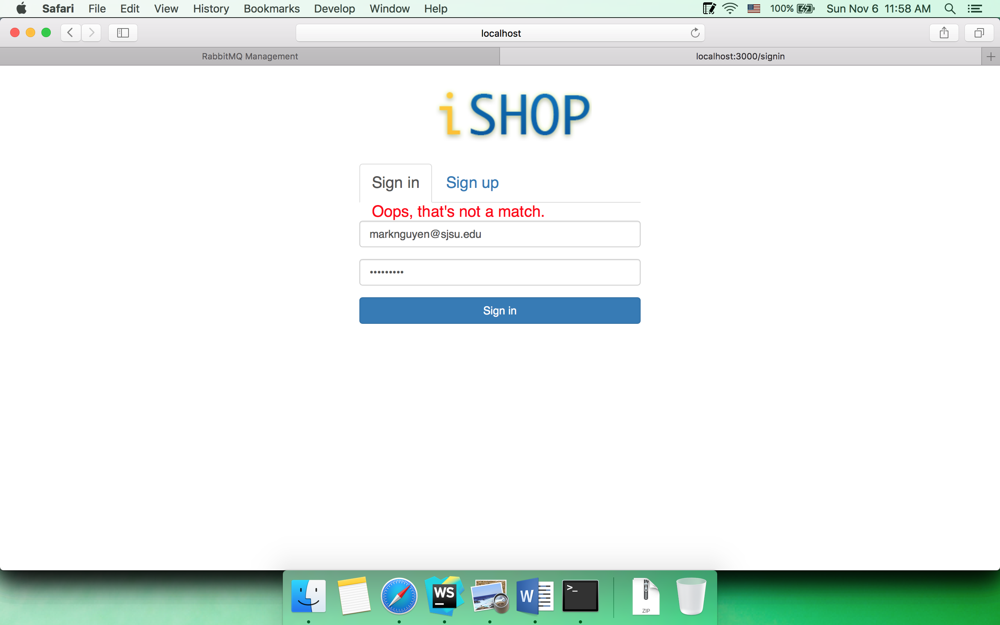 Safari File Edit View History Bookmarks Develop Window Help 100% Sun Nov 6 11:58 AM
localhost
RabbitMQ Management localhost:3000/signin
iSHOP
Sign in Sign up
Oops, that's not a match.
marknguyen@sjsu.edu
•••••••••
Sign in
WS W >_ ZIP